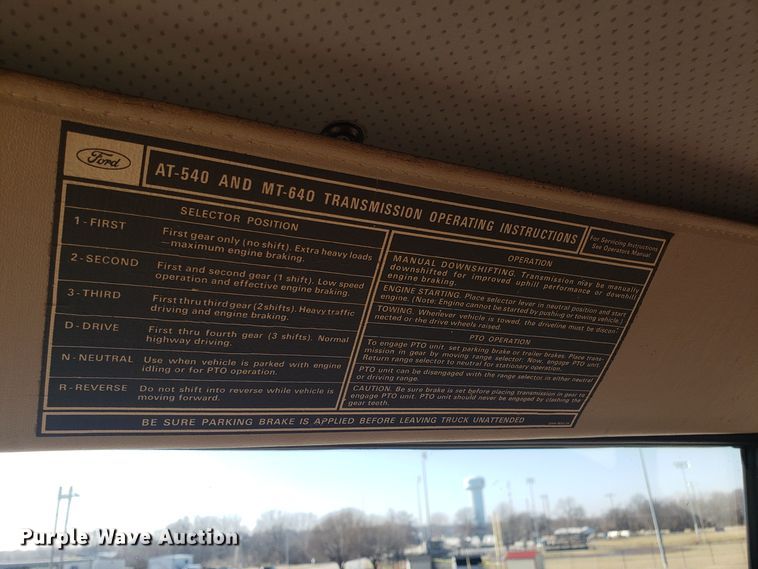 Ford
AT-540 AND MT-640 TRANSMISSION OPERATING INSTRUCTIONS
For Servicing Instructions
See Operators Manual.
SELECTOR POSITION
1-FIRST First gear only (no shift). Extra heavy loads
—maximum engine braking.
2-SECOND First and second gear (1 shift). Low speed
operation and effective engine braking.
3-THIRD First thru third gear (2 shifts). Heavy traffic
driving and engine braking.
D-DRIVE First thru fourth gear (3 shifts). Normal
highway driving.
N-NEUTRAL Use when vehicle is parked with engine
idling or for PTO operation.
R-REVERSE Do not shift into reverse while vehicle is
moving forward.
OPERATION
MANUAL DOWNSHIFTING. Transmission may be manually
downshifted for improved uphill performance or downhill
engine braking.
ENGINE STARTING. Place selector lever in neutral position and start
engine. (Note: Engine cannot be started by pushing or towing vehicle.)
TOWING. Whenever vehicle is towed, the driveline must be discon-
nected or the drive wheels raised.
PTO OPERATION
To engage PTO unit, set parking brake or trailer brakes. Place trans-
mission in gear by moving range selector. Now, engage PTO unit.
Return range selector to neutral for stationary operation.
PTO unit can be disengaged with the range selector in either neutral
or driving range.
CAUTION. Be sure brake is set before placing transmission in gear to
engage PTO unit. PTO unit should never be engaged by clashing the
gear teeth.
BE SURE PARKING BRAKE IS APPLIED BEFORE LEAVING TRUCK UNATTENDED
Purple Wave Auction